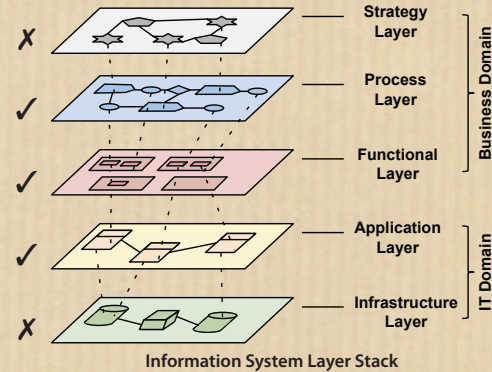 ✗
Strategy
Layer
✓
Process
Layer
✓
Functional
Layer
✓
Application
Layer
✗
Infrastructure
Layer
Business Domain
IT Domain
Information System Layer Stack